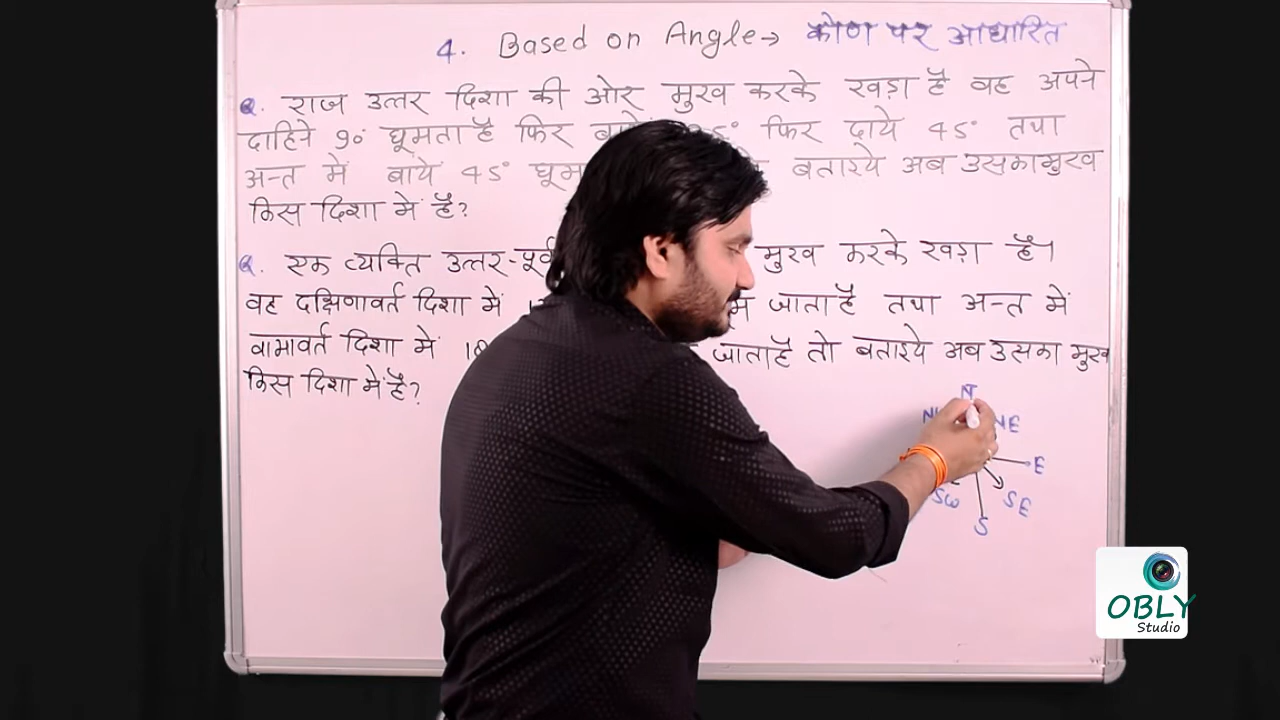 4. Based on Angle→ कोण पर आधारित
Q. राज उत्तर दिशा की ओर मुख करके खड़ा है वह अपने
दाहिने 90° घूमता है फिर फिर दाये 45° तथा
अन्त में बांये 45° बताइये अब उसका मुख
किस दिशा में है?
Q. एक व्यक्ति मुख करके खड़ा है।
वह दक्षिणावर्त दिशा में जाता है तथा अन्त में
वामावर्त दिशा में जाता है तो बताइये अब उसका मुख
किस दिशा में है?
N
NE
E
SW
SE
S
OBLY
Studio